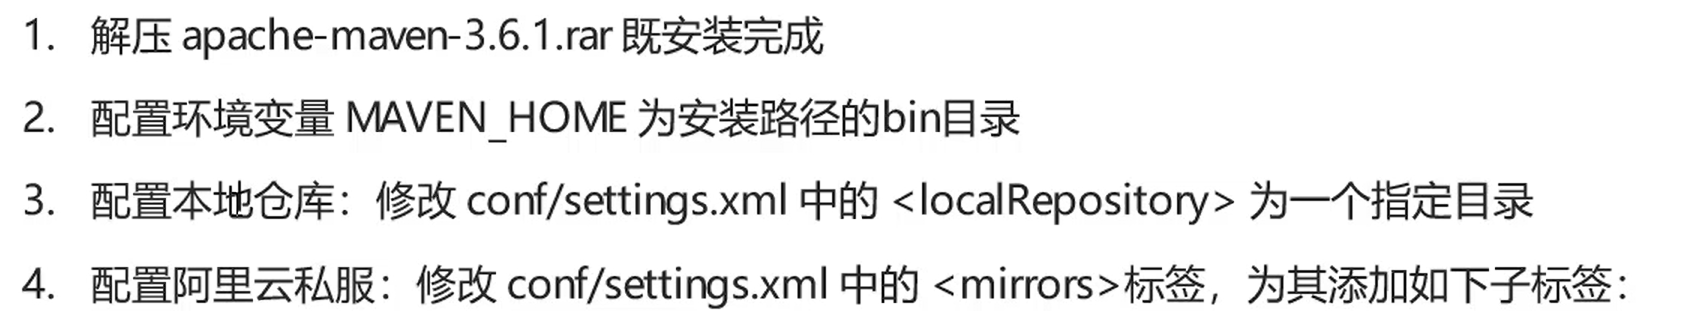 1. 解压 apache-maven-3.6.1.rar 既安装完成
2. 配置环境变量 MAVEN_HOME 为安装路径的bin目录
3. 配置本地仓库：修改 conf/settings.xml 中的 <localRepository> 为一个指定目录
4. 配置阿里云私服：修改 conf/settings.xml 中的 <mirrors>标签，为其添加如下子标签：